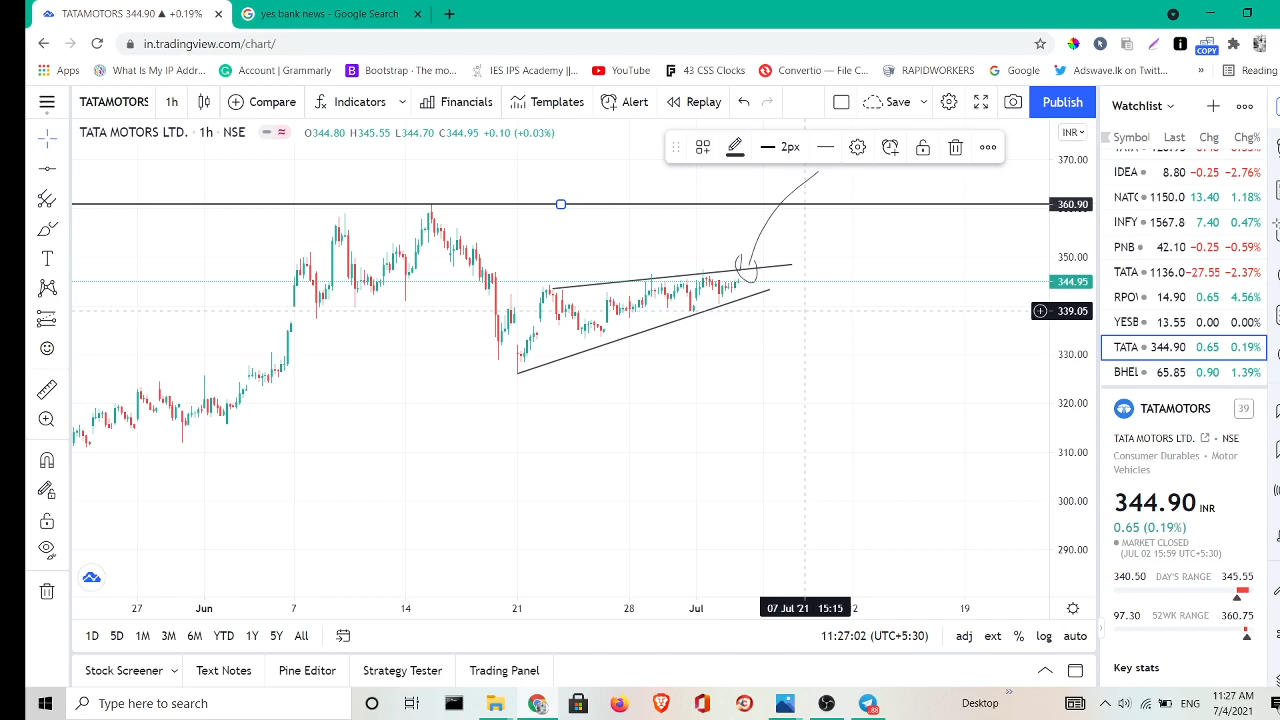 TATAMOTORS 344.90 ▲ +0.19%
yes bank news - Google Search
in.tradingview.com/chart/
COPY
Apps
What Is My IP Addr...
Account | Grammarly
Bootstrap - The mo...
IES IPS Academy ||...
YouTube
43 CSS Clocks
Convertio — File C...
RAPIDWORKERS
Google
Adswave.lk on Twitt...
»
Reading
TATAMOTORS 1h Compare Indicators Financials Templates Alert Replay Save Publish
Watchlist
TATA MOTORS LTD. · 1h · NSE O344.80 H345.55 L344.70 C344.95 +0.10 (+0.03%)
2px
INR
Symbol Last Chg Chg%
IDEA 8.80 −0.25 −2.76%
NATC 1150.0 13.40 1.18%
INFY 1567.8 7.40 0.47%
PNB 42.10 −0.25 −0.59%
TATA 1136.0 −27.55 −2.37%
RPO 14.90 0.65 4.56%
YESB 13.55 0.00 0.00%
TATA 344.90 0.65 0.19%
BHEL 65.85 0.90 1.39%
370.00
360.90
350.00
344.95
339.05
330.00
320.00
310.00
300.00
290.00
27 Jun 7 14 21 28 Jul 07 Jul '21 15:15 2 19
TATAMOTORS 39
TATA MOTORS LTD. • NSE
Consumer Durables • Motor
Vehicles
344.90 INR
0.65 (0.19%)
MARKET CLOSED
(JUL 02 15:59 UTC+5:30)
340.50 DAY'S RANGE 345.55
97.30 52WK RANGE 360.75
Key stats
1D 5D 1M 3M 6M YTD 1Y 5Y All
11:27:02 (UTC+5:30) adj ext % log auto
Stock Screener Text Notes Pine Editor Strategy Tester Trading Panel
Type here to search
Desktop
»
ENG
11:27 AM
7/4/2021